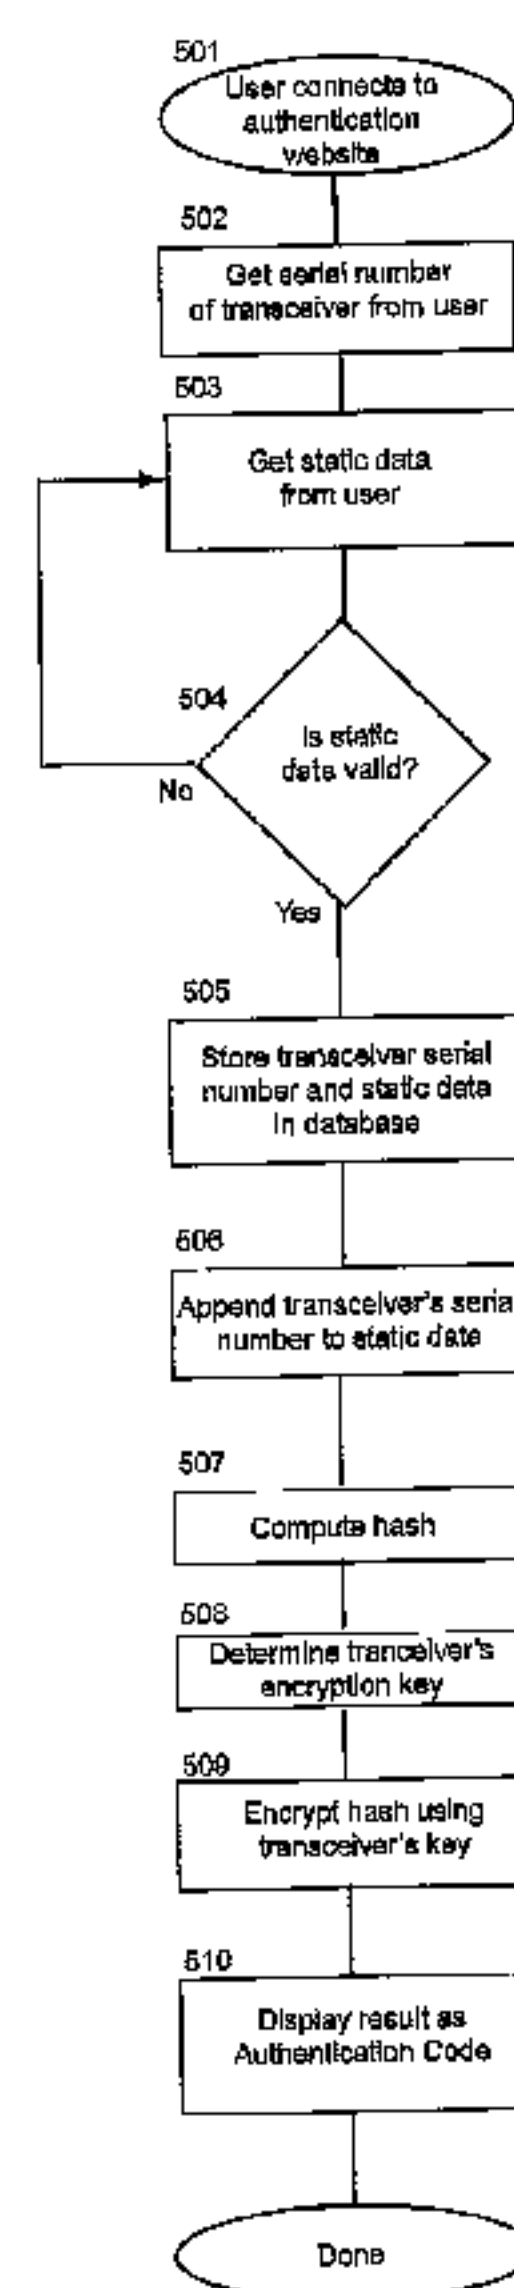 501
User connects to
authentication
website
502
Get serial number
of transceiver from user
503
Get static data
from user
504
Is static
data valid?
No
Yes
505
Store transceiver serial
number and static data
in database
506
Append transceiver's seria
number to static data
507
Compute hash
508
Determine tranceiver's
encryption key
509
Encrypt hash using
transceiver's key
510
Display result as
Authentication Code
Done